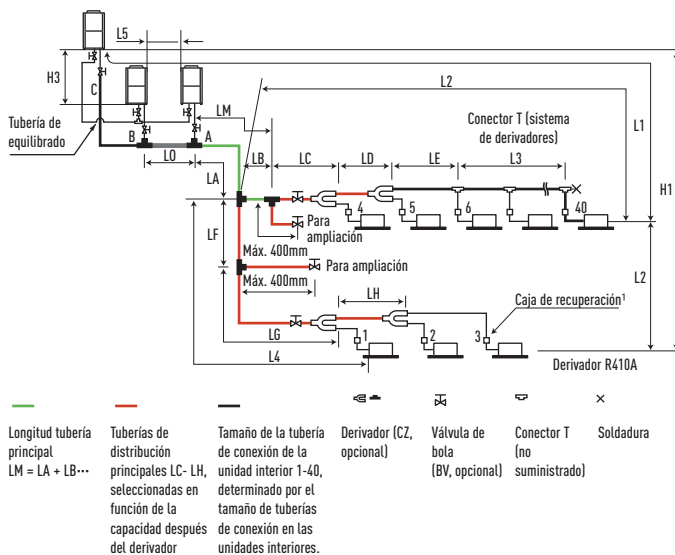 L5
H3
C
L2
LM
Conector T (sistema
de derivadores)
L1
Tubería de
equilibrado
B
A
LO
LA
LB
LC
LD
LE
L3
H1
4
5
6
40
Para
ampliación
LF
Máx. 400mm
Para ampliación
Máx. 400mm
L2
LH
Caja de recuperación¹
LG
1
2
3
L4
Derivador R410A
Longitud tubería
principal
LM = LA + LB···
Tuberías de
distribución
principales LC- LH,
seleccionadas en
función de la
capacidad después
del derivador
Tamaño de la tubería
de conexión de la
unidad interior 1-40,
determinado por el
tamaño de tuberías
de conexión en las
unidades interiores.
Derivador (CZ,
opcional)
Válvula de
bola
(BV, opcional)
Conector T
(no
suministrado)
Soldadura